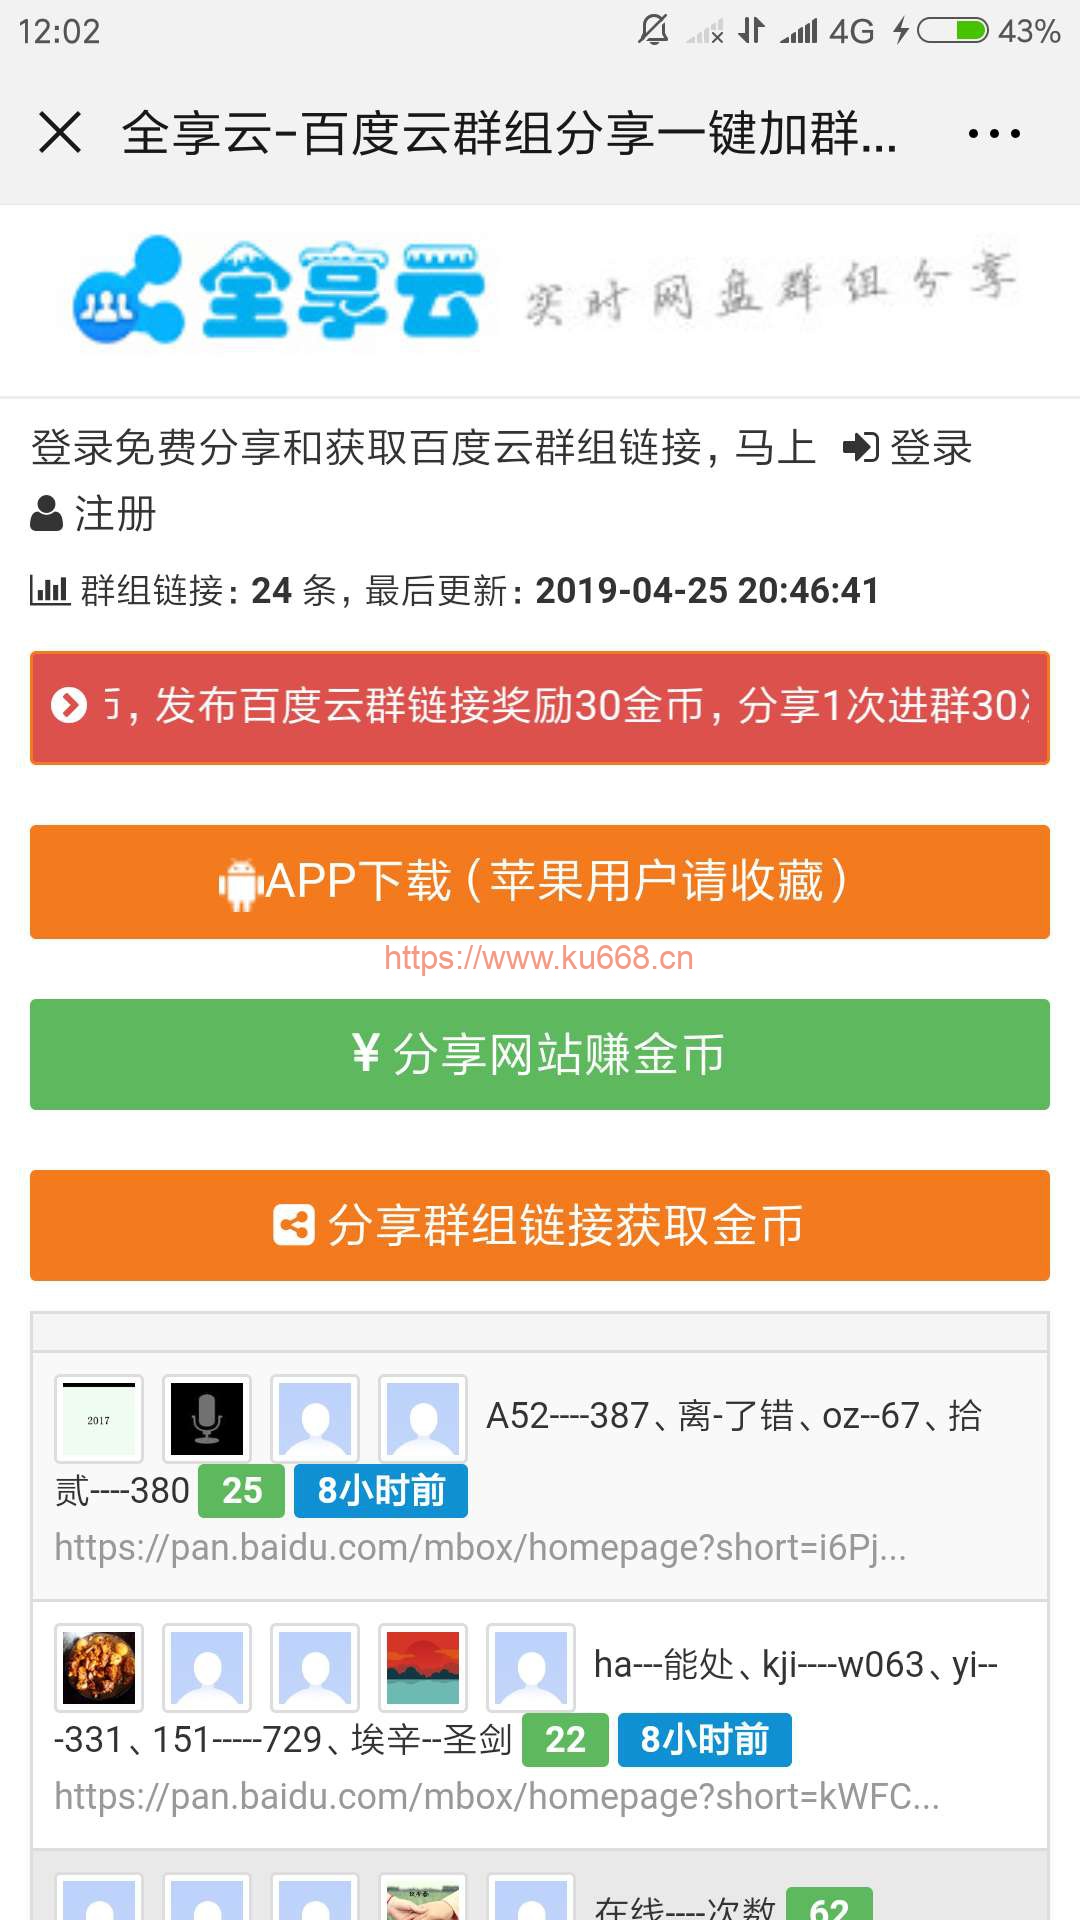 12:02 4G 43%
全享云-百度云群组分享一键加群...
全享云 实时网盘群组分享
登录免费分享和获取百度云群组链接，马上 登录
注册
群组链接：24 条，最后更新：2019-04-25 20:46:41
，发布百度云群链接奖励30金币，分享1次进群30
APP下载（苹果用户请收藏）
https://www.ku668.cn
¥ 分享网站赚金币
分享群组链接获取金币
2017
A52----387、离-了错、oz--67、拾
贰----380 25 8小时前
https://pan.baidu.com/mbox/homepage?short=i6Pj...
ha---能处、kji----w063、yi--
-331、151-----729、埃辛--圣剑 22 8小时前
https://pan.baidu.com/mbox/homepage?short=kWFC...
在线----次数 62